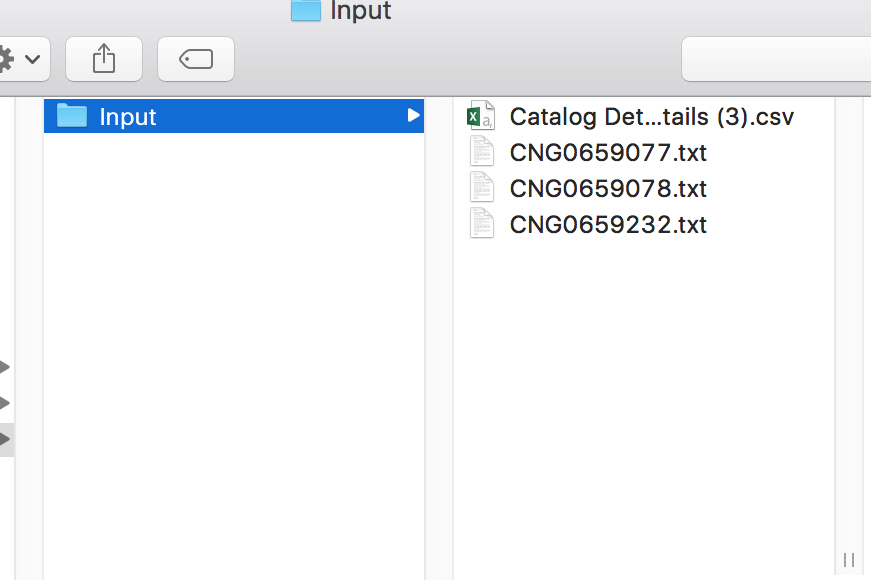 Input
Input
Catalog Det...tails (3).csv
CNG0659077.txt
CNG0659078.txt
CNG0659232.txt